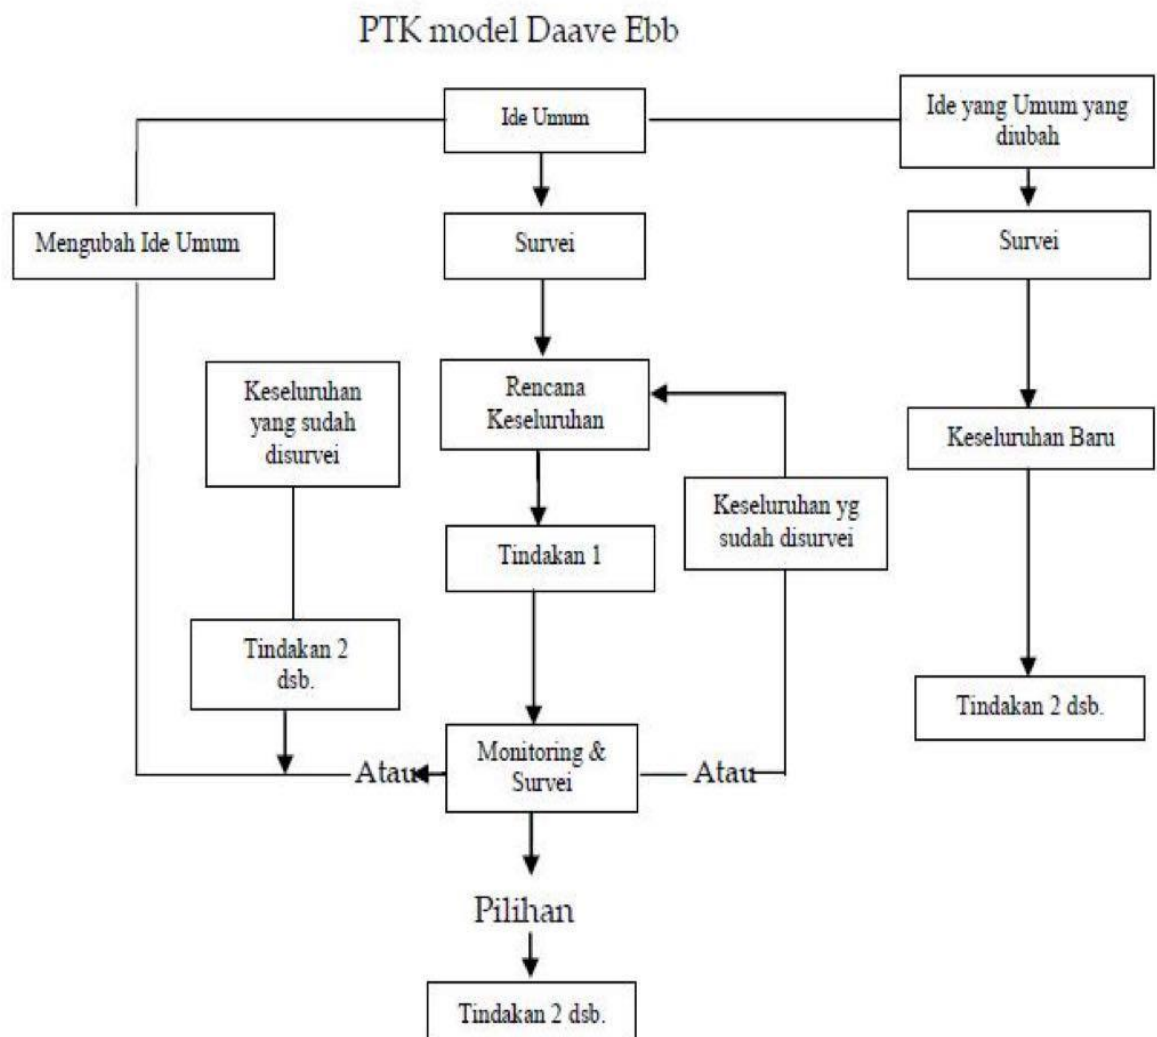 PTK model Daave Ebb
Ide Umum
Ide yang Umum yang
diubah
Mengubah Ide Umum
Survei
Survei
Keseluruhan
yang sudah
disurvei
Rencana
Keseluruhan
Keseluruhan Baru
Keseluruhan yg
sudah disurvei
Tindakan 1
Tindakan 2
dsb.
Tindakan 2 dsb.
Atau
Monitoring &
Survei
Atau
Pilihan
Tindakan 2 dsb.